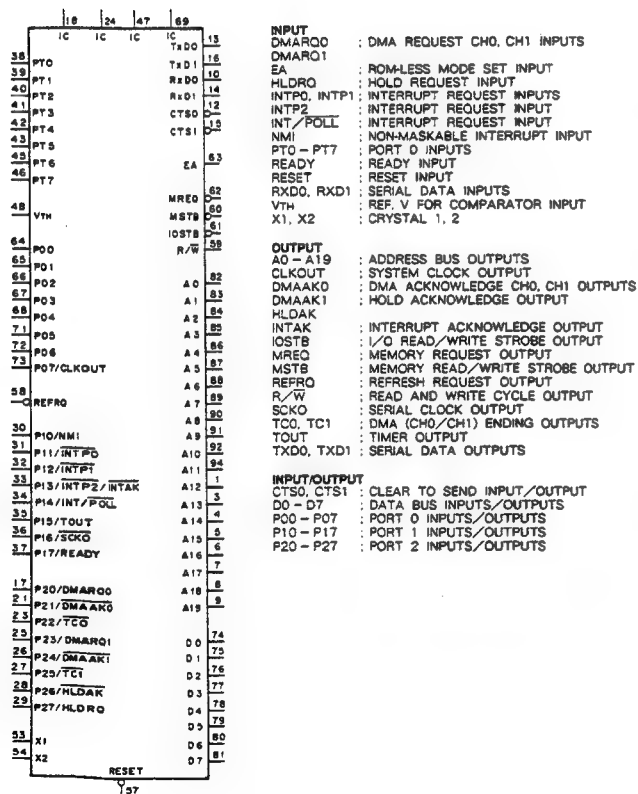 18 24 47 69
IC IC IC IC
38 PT0
39 PT1
40 PT2
41 PT3
42 PT4
43 PT5
45 PT6
46 PT7
48 VTH
64 P00
65 P01
66 P02
67 P03
68 P04
71 P05
72 P06
73 P07/CLKOUT
58 REFRQ
30 P10/NMI
31 P11/INTP0
32 P12/INTP1
33 P13/INTP2/INTAK
34 P14/INT/POLL
35 P15/TOUT
36 P16/SCKO
37 P17/READY
17 P20/DMARQ0
21 P21/DMAAK0
23 P22/TC0
25 P23/DMARQ1
26 P24/DMAAK1
27 P25/TC1
28 P26/HLDAK
29 P27/HLDRQ
53 X1
54 X2
TxD0 13
TxD1 16
RxD0 10
RxD1 14
CTS0 12
CTS1 15
EA 63
MREQ 62
MSTB 60
IOSTB 61
R/W 59
A0 82
A1 83
A2 84
A3 85
A4 86
A5 87
A6 88
A7 89
A8 90
A9 91
A10 92
A11 94
A12 1
A13 3
A14 4
A15 5
A16 6
A17 7
A18 8
A19 9
D0 74
D1 75
D2 76
D3 77
D4 78
D5 79
D6 80
D7 81
RESET
57
INPUT
DMARQ0 : DMA REQUEST CH0, CH1 INPUTS
DMARQ1
EA : ROM-LESS MODE SET INPUT
HLDRQ : HOLD REQUEST INPUT
INTP0, INTP1 : INTERRUPT REQUEST INPUTS
INTP2 : INTERRUPT REQUEST INPUT
INT/POLL : INTERRUPT REQUEST INPUT
NMI : NON-MASKABLE INTERRUPT INPUT
PT0 – PT7 : PORT 0 INPUTS
READY : READY INPUT
RESET : RESET INPUT
RXD0, RXD1 : SERIAL DATA INPUTS
VTH : REF. V FOR COMPARATOR INPUT
X1, X2 : CRYSTAL 1, 2
OUTPUT
A0 – A19 : ADDRESS BUS OUTPUTS
CLKOUT : SYSTEM CLOCK OUTPUT
DMAAK0 : DMA ACKNOWLEDGE CH0, CH1 OUTPUTS
DMAAK1 : HOLD ACKNOWLEDGE OUTPUT
HLDAK
INTAK : INTERRUPT ACKNOWLEDGE OUTPUT
IOSTB : I/O READ/WRITE STROBE OUTPUT
MREQ : MEMORY REQUEST OUTPUT
MSTB : MEMORY READ/WRITE STROBE OUTPUT
REFRQ : REFRESH REQUEST OUTPUT
R/W : READ AND WRITE CYCLE OUTPUT
SCKO : SERIAL CLOCK OUTPUT
TC0, TC1 : DMA (CH0/CH1) ENDING OUTPUTS
TOUT : TIMER OUTPUT
TXD0, TXD1 : SERIAL DATA OUTPUTS
INPUT/OUTPUT
CTS0, CTS1 : CLEAR TO SEND INPUT/OUTPUT
D0 – D7 : DATA BUS INPUTS/OUTPUTS
P00 – P07 : PORT 0 INPUTS/OUTPUTS
P10 – P17 : PORT 1 INPUTS/OUTPUTS
P20 – P27 : PORT 2 INPUTS/OUTPUTS